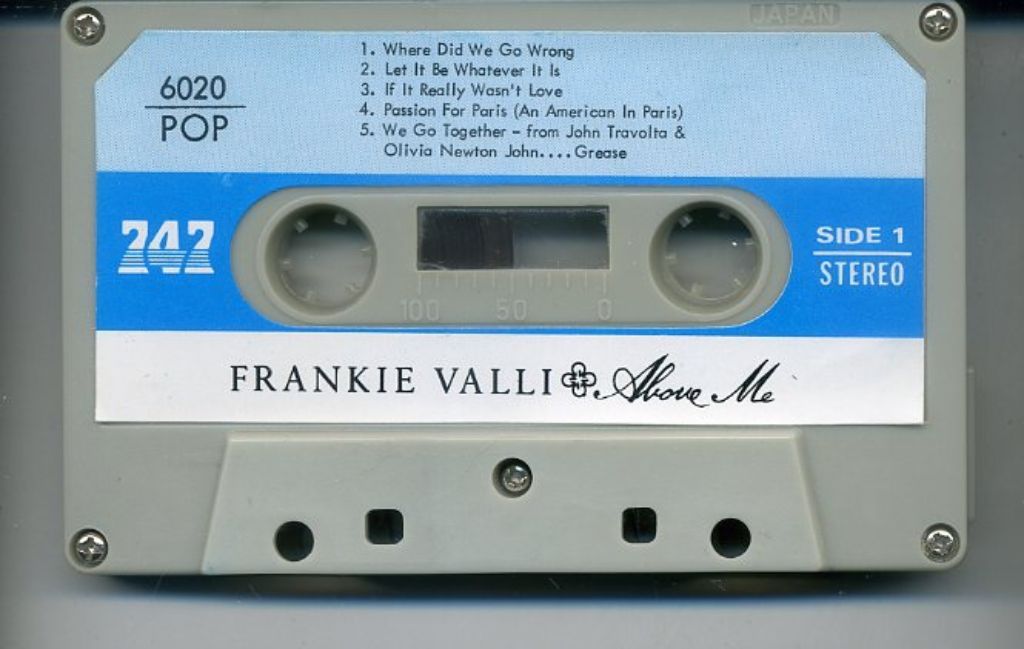 JAPAN
6020
POP
1. Where Did We Go Wrong
2. Let It Be Whatever It Is
3. If It Really Wasn't Love
4. Passion For Paris (An American In Paris)
5. We Go Together - from John Travolta &
Olivia Newton John....Grease
747
SIDE 1
STEREO
100 50 0
FRANKIE VALLI Above Me